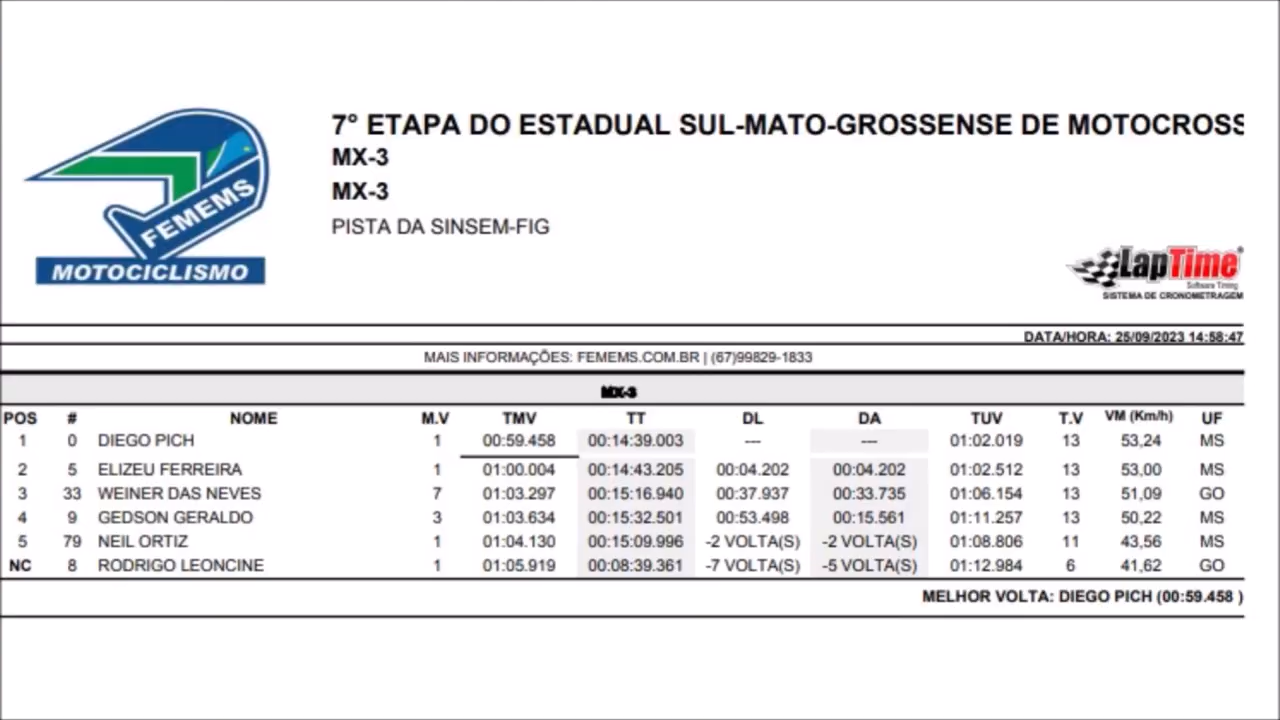 FEMEMS
MOTOCICLISMO
7° ETAPA DO ESTADUAL SUL-MATO-GROSSENSE DE MOTOCROSS
MX-3
MX-3
PISTA DA SINSEM-FIG
LapTime
Software Timing
SISTEMA DE CRONOMETRAGEM
DATA/HORA: 25/09/2023 14:58:47
MAIS INFORMAÇÕES: FEMEMS.COM.BR | (67)99829-1833
MX-3
POS # NOME M.V TMV TT DL DA TUV T.V VM (Km/h) UF
1 0 DIEGO PICH 1 00:59.458 00:14:39.003 --- --- 01:02.019 13 53,24 MS
2 5 ELIZEU FERREIRA 1 01:00.004 00:14:43.205 00:04.202 00:04.202 01:02.512 13 53,00 MS
3 33 WEINER DAS NEVES 7 01:03.297 00:15:16.940 00:37.937 00:33.735 01:06.154 13 51,09 GO
4 9 GEDSON GERALDO 3 01:03.634 00:15:32.501 00:53.498 00:15.561 01:11.257 13 50,22 MS
5 79 NEIL ORTIZ 1 01:04.130 00:15:09.996 -2 VOLTA(S) -2 VOLTA(S) 01:08.806 11 43,56 MS
NC 8 RODRIGO LEONCINE 1 01:05.919 00:08:39.361 -7 VOLTA(S) -5 VOLTA(S) 01:12.984 6 41,62 GO
MELHOR VOLTA: DIEGO PICH (00:59.458 )